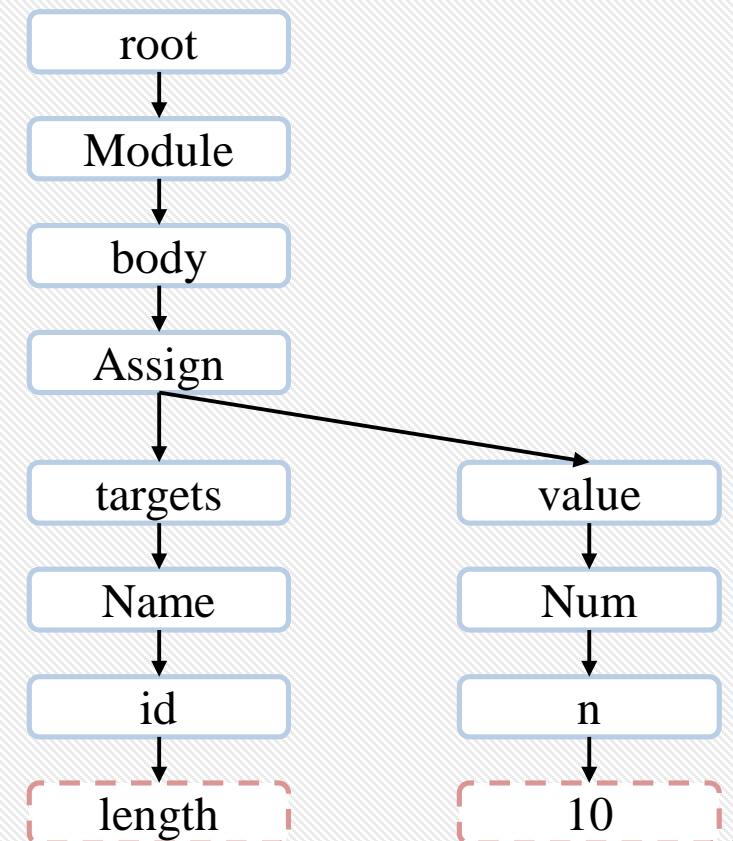 root
Module
body
Assign
targets value
Name Num
id n
length 10